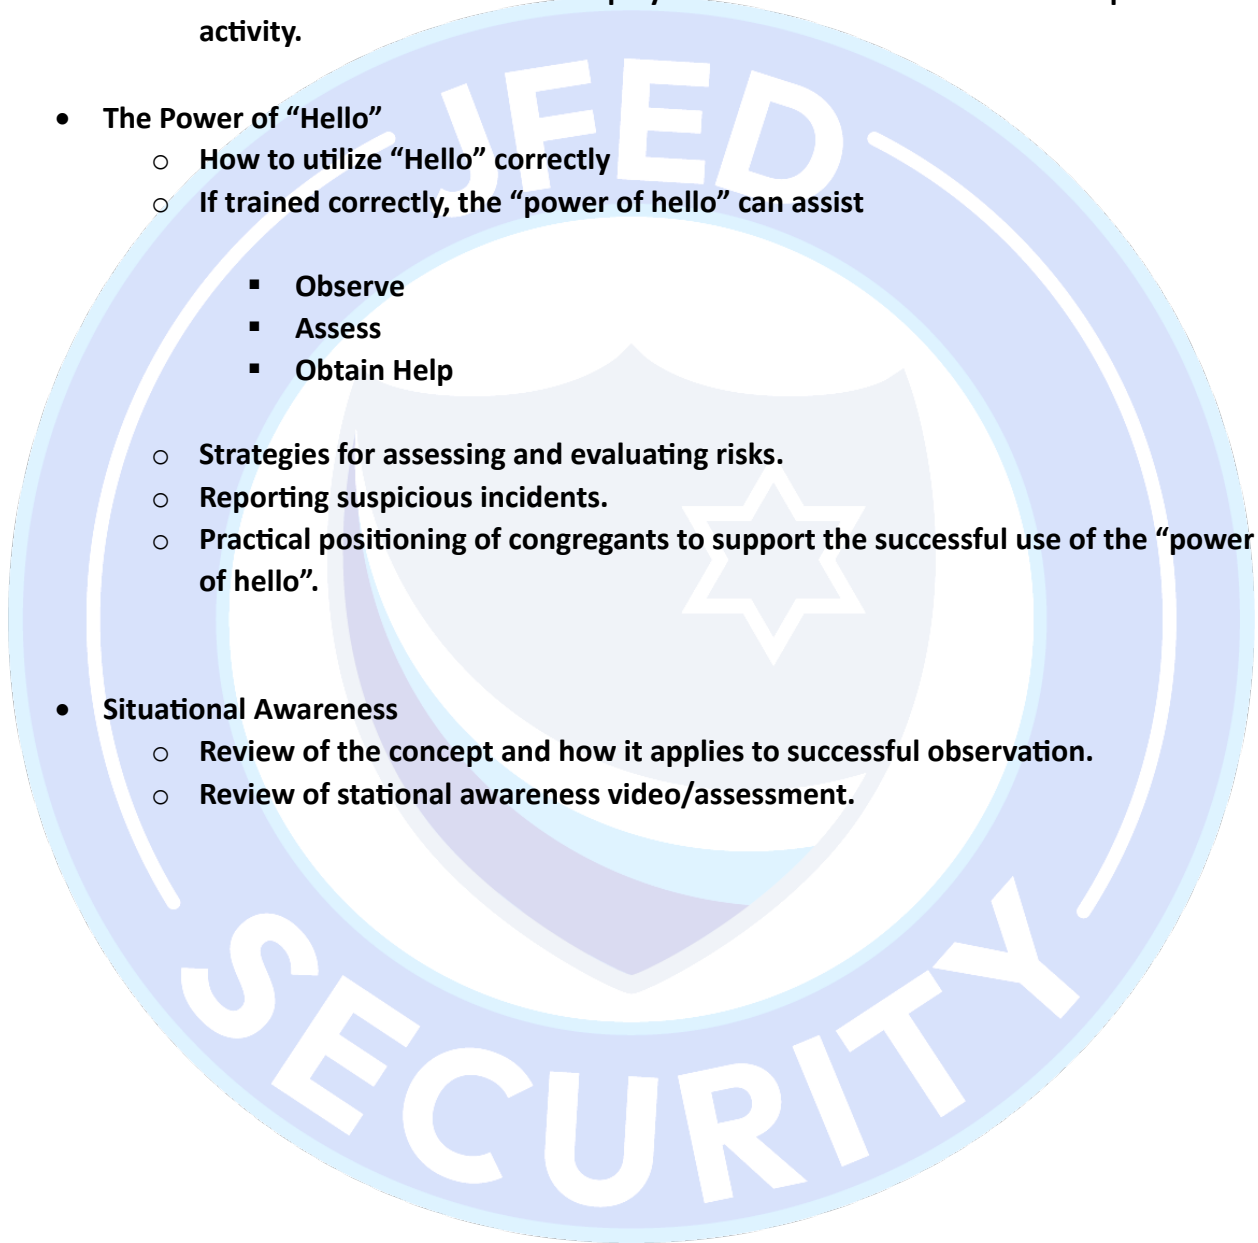 activity.
• The Power of “Hello”
o How to utilize “Hello” correctly
o If trained correctly, the “power of hello” can assist
▪ Observe
▪ Assess
▪ Obtain Help
o Strategies for assessing and evaluating risks.
o Reporting suspicious incidents.
o Practical positioning of congregants to support the successful use of the “power
of hello”.
• Situational Awareness
o Review of the concept and how it applies to successful observation.
o Review of stational awareness video/assessment.
JFED
SECURITY